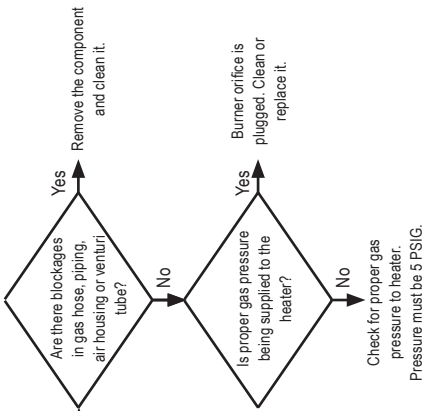 Are there blockages
in gas hose, piping,
air housing or venturi
tube?
Yes
Remove the component
and clean it.
No
Is proper gas pressure
being supplied to the
heater?
Yes
Burner orifice is
plugged. Clean or
replace it.
No
Check for proper gas
pressure to heater.
Pressure must be 5 PSIG.